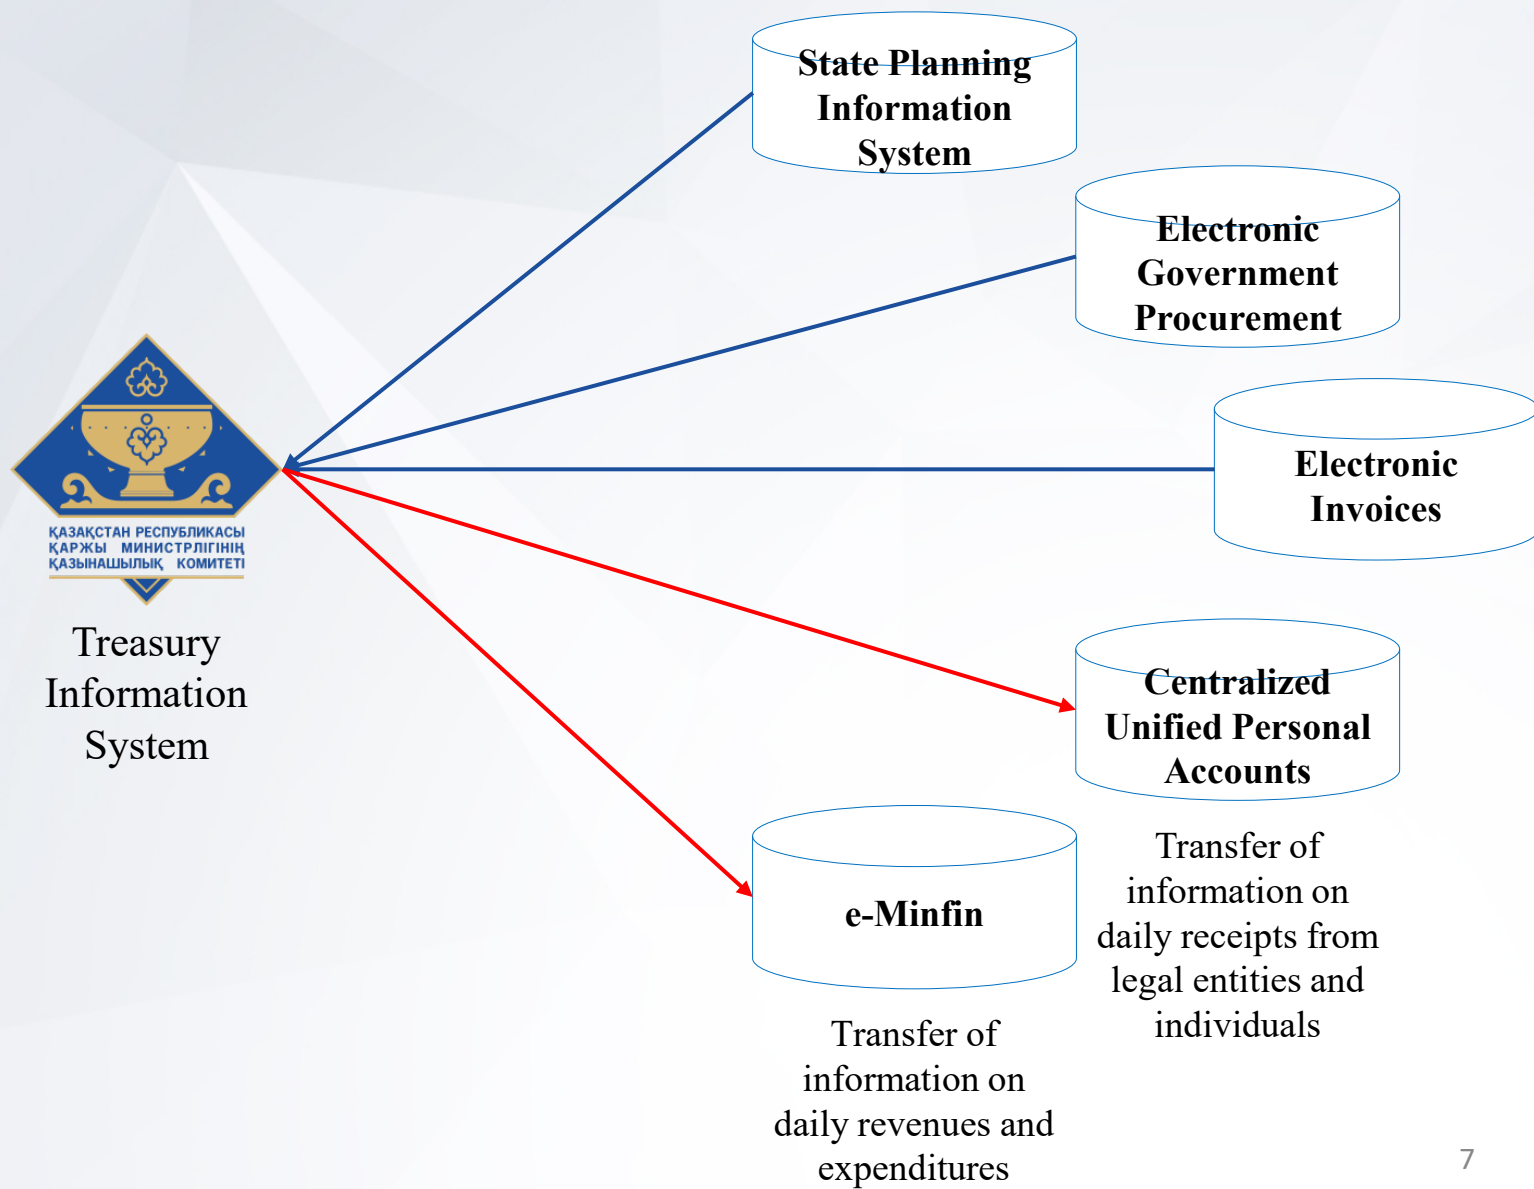 State Planning
Information
System
Electronic
Government
Procurement
Electronic
Invoices
ҚАЗАҚСТАН РЕСПУБЛИКАСЫ
ҚАРЖЫ МИНИСТРЛІГІНІҢ
ҚАЗЫНАШЫЛЫҚ КОМИТЕТІ
Treasury
Information
System
Centralized
Unified Personal
Accounts
Transfer of
information on
daily receipts from
legal entities and
individuals
e-Minfin
Transfer of
information on
daily revenues and
expenditures
7